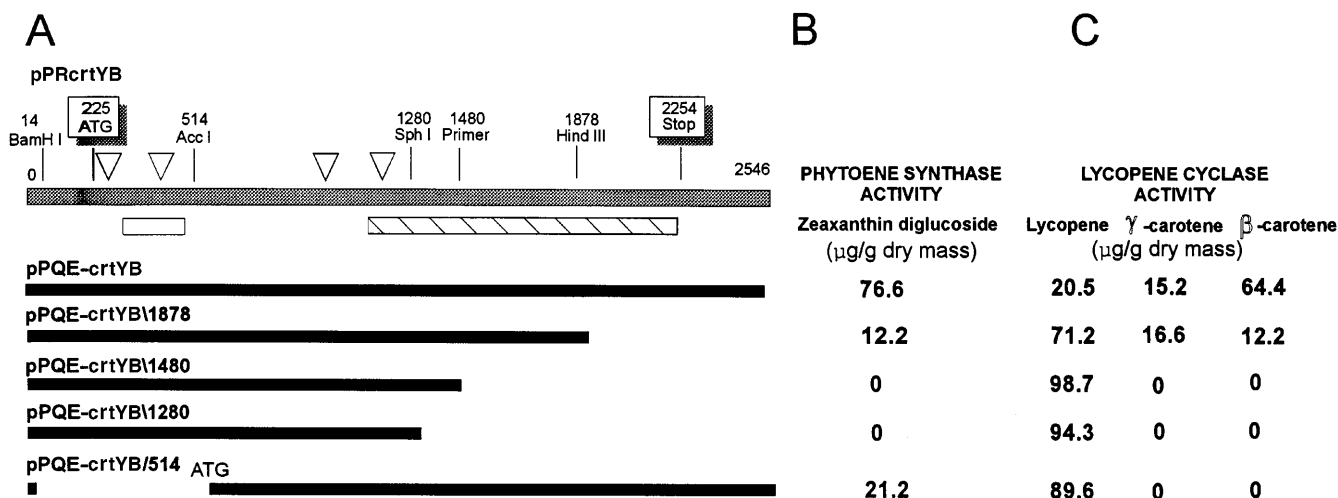 A
B
C
pPRcrtYB
14
BamH I
225
ATG
514
Acc I
1280
Sph I
1480
Primer
1878
Hind III
2254
Stop
0
2546
PHYTOENE SYNTHASE
ACTIVITY
Zeaxanthin diglucoside
(µg/g dry mass)
LYCOPENE CYCLASE
ACTIVITY
Lycopene γ -carotene β -carotene
(µg/g dry mass)
pPQE-crtYB
76.6 20.5 15.2 64.4
pPQE-crtYB\1878
12.2 71.2 16.6 12.2
pPQE-crtYB\1480
0 98.7 0 0
pPQE-crtYB\1280
0 94.3 0 0
pPQE-crtYB/514 ATG
21.2 89.6 0 0